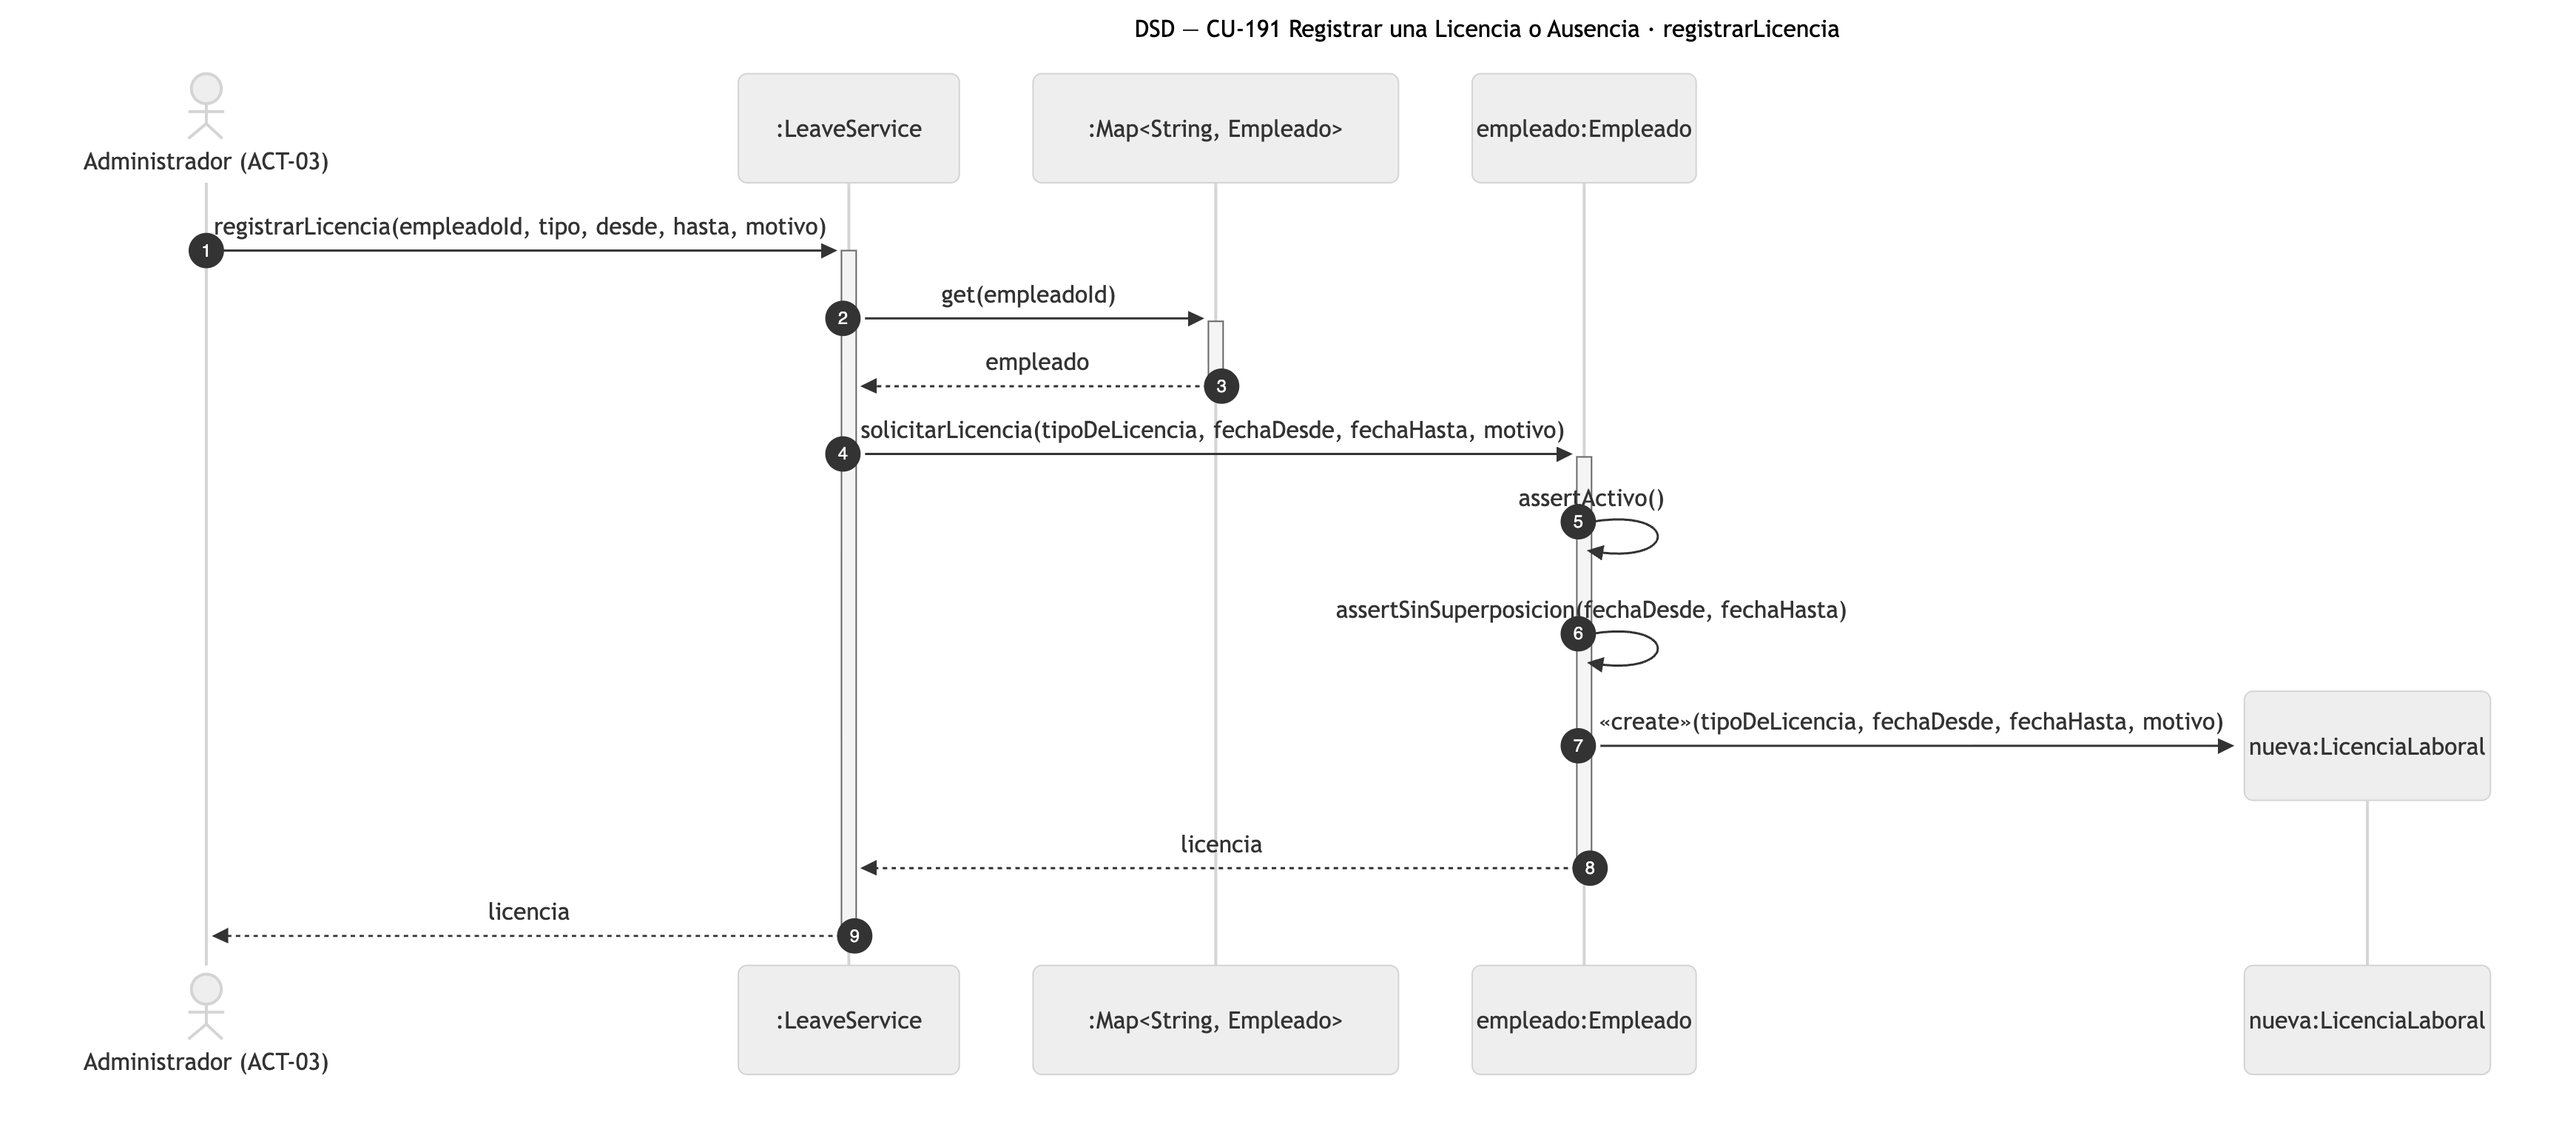 DSD — CU-191 Registrar una Licencia o Ausencia · registrarLicencia
Administrador (ACT-03)
:LeaveService
:Map<String, Empleado>
empleado:Empleado
registrarLicencia(empleadoId, tipo, desde, hasta, motivo)
1
get(empleadoId)
2
empleado
3
solicitarLicencia(tipoDeLicencia, fechaDesde, fechaHasta, motivo)
4
assertActivo()
5
assertSinSuperposicion(fechaDesde, fechaHasta)
6
«create»(tipoDeLicencia, fechaDesde, fechaHasta, motivo)
7
nueva:LicenciaLaboral
licencia
8
licencia
9
Administrador (ACT-03)
:LeaveService
:Map<String, Empleado>
empleado:Empleado
nueva:LicenciaLaboral